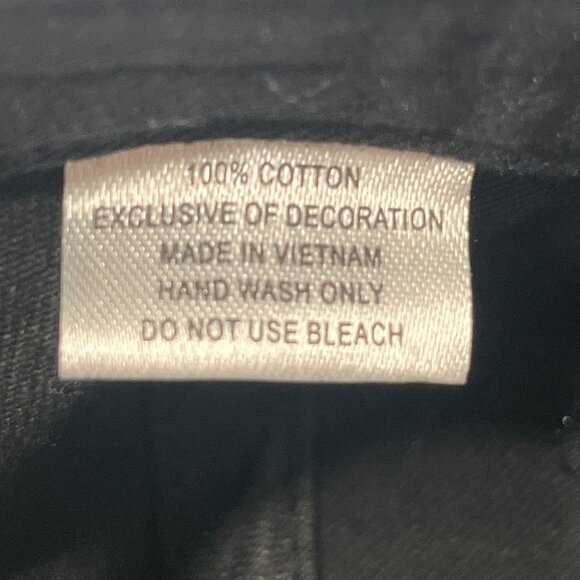 100% COTTON
EXCLUSIVE OF DECORATION
MADE IN VIETNAM
HAND WASH ONLY
DO NOT USE BLEACH